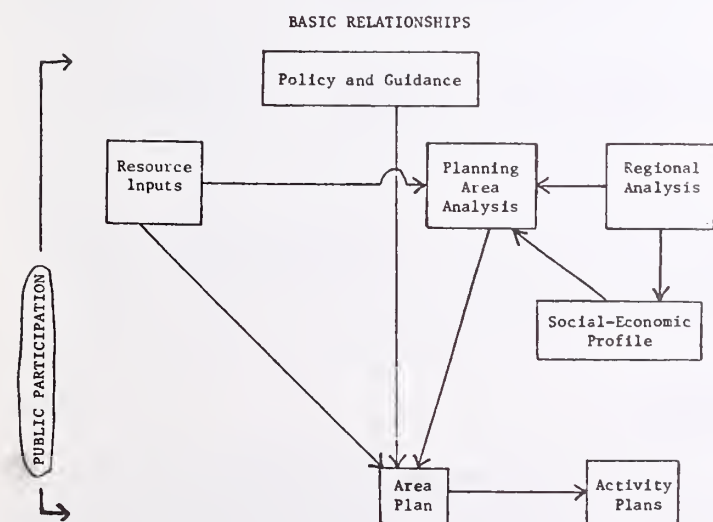 BASIC RELATIONSHIPS
Policy and Guidance
Resource
Inputs
Planning
Area
Analysis
Regional
Analysis
Social-Economic
Profile
PUBLIC PARTICIPATION
Area
Plan
Activity
Plans